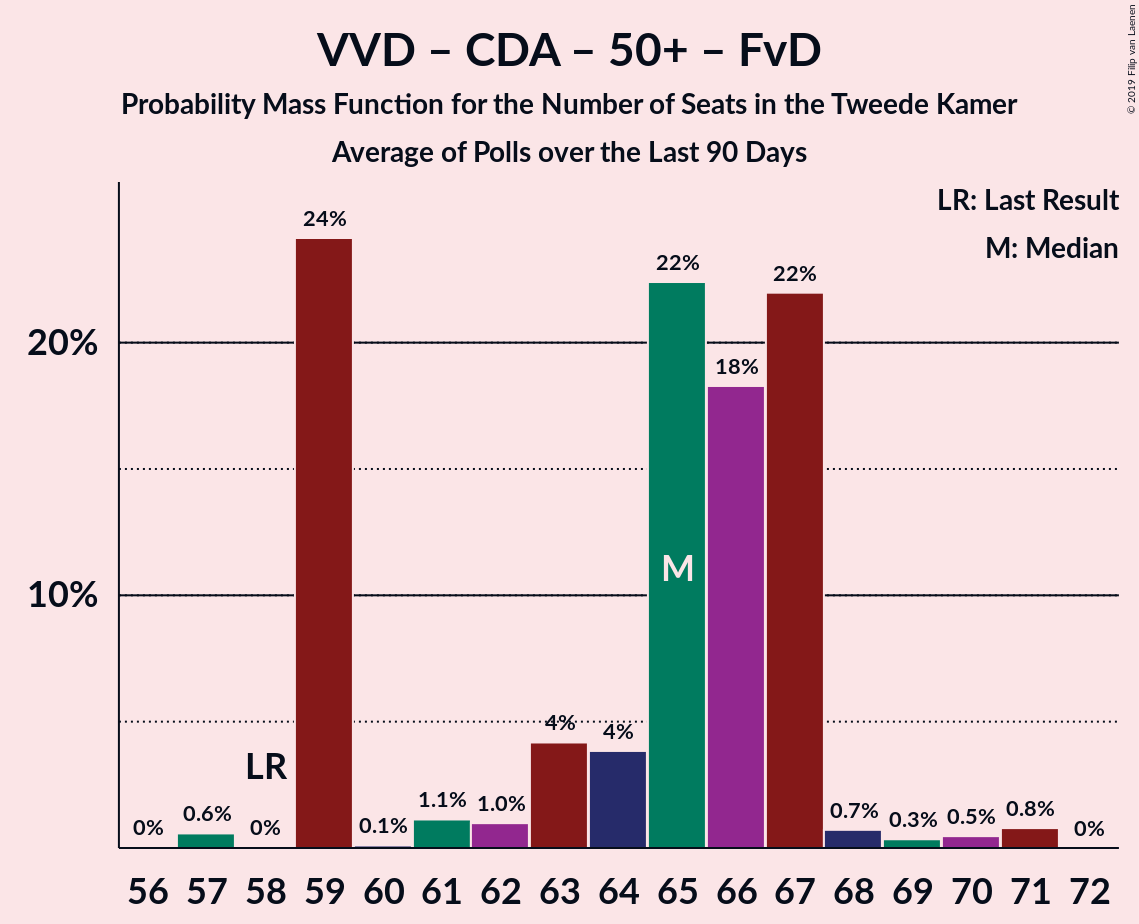 VVD – CDA – 50+ – FvD
Probability Mass Function for the Number of Seats in the Tweede Kamer
Average of Polls over the Last 90 Days
© 2019 Filip van Laenen
LR: Last Result
M: Median
20%
10%
0%
0.6%
0%
24%
0.1%
1.1%
1.0%
4%
4%
22%
18%
22%
0.7%
0.3%
0.5%
0.8%
0%
LR
M
56 57 58 59 60 61 62 63 64 65 66 67 68 69 70 71 72